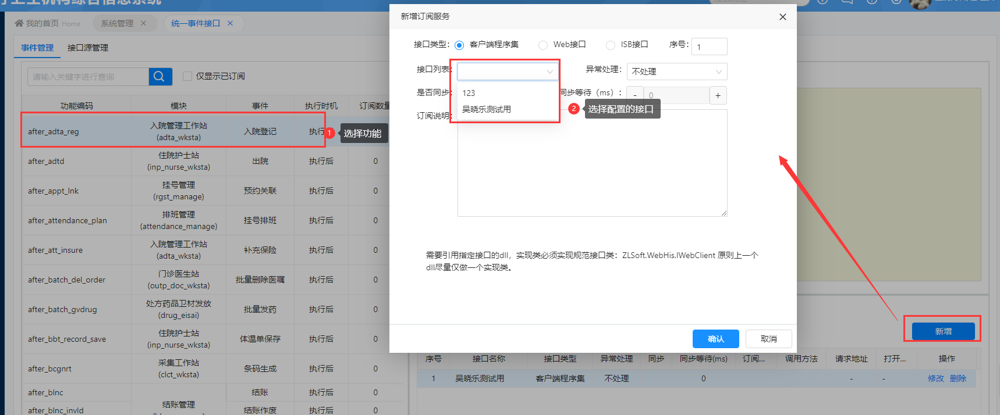 我的首页 Home
系统管理
统一事件接口
事件管理
接口源管理
请输入关键字进行查询
仅显示已订阅
功能编码 模块 事件 执行时机 订阅数量
after_adta_reg 入院管理工作站 (adta_wksta) 入院登记 执行
1 选择功能
after_adtd 住院护士站 (inp_nurse_wksta) 出院 执行后 0
after_appt_lnk 挂号管理 (rgst_manage) 预约关联 执行后 0
after_attendance_plan 排班管理 (attendance_manage) 挂号排班 执行后 0
after_att_insure 入院管理工作站 (adta_wksta) 补充保险 执行后 0
after_batch_del_order 门诊医生站 (outp_doc_wksta) 批量删除医嘱 执行后 0
after_batch_gvdrug 处方药品卫材发放 (drug_eisai) 批量发药 执行后 0
after_bbt_record_save 住院护士站 (inp_nurse_wksta) 体温单保存 执行后 0
after_bcgnrt 采集工作站 (clct_wksta) 条码生成 执行后 0
after_blnc 结账 执行后 0
结账管理
after_blnc_invld 结账作废 执行后 0
新增订阅服务
接口类型: 客户端程序集 Web接口 ISB接口 序号: 1
接口列表: 异常处理: 不处理
123
吴晓乐测试用
是否同步: 同步等待（ms）: - 0 +
2 选择配置的接口
订阅说明:
需要引用指定接口的dll，实现类必须实现规范接口类：ZLSoft.WebHis.IWebClient 原则上一个
dll尽量仅做一个实现类。
确认 取消
新增
序号 接口名称 接口类型 异常处理 同步 同步等待(ms) 订阅... 调用方法 请求地址 打开... 操作
1 吴晓乐测试用 客户端程序集 不处理 0 - - 修改 删除